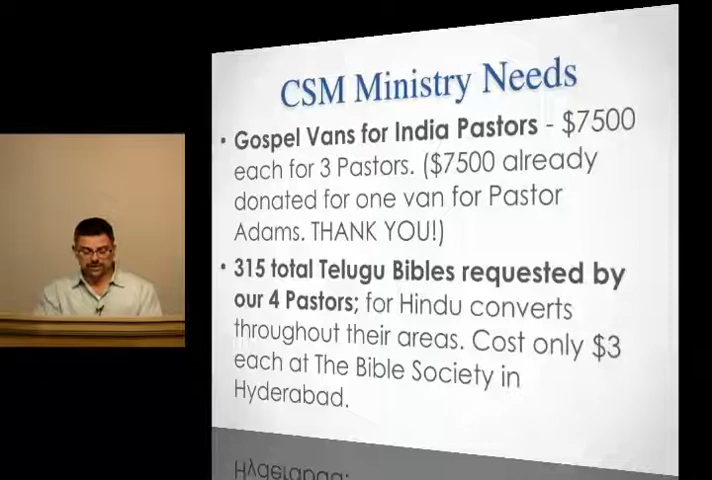 CSM Ministry Needs
• Gospel Vans for India Pastors - $7500
each for 3 Pastors. ($7500 already
donated for one van for Pastor
Adams. THANK YOU!)
• 315 total Telugu Bibles requested by
our 4 Pastors; for Hindu converts
throughout their areas. Cost only $3
each at The Bible Society in
Hyderabad.